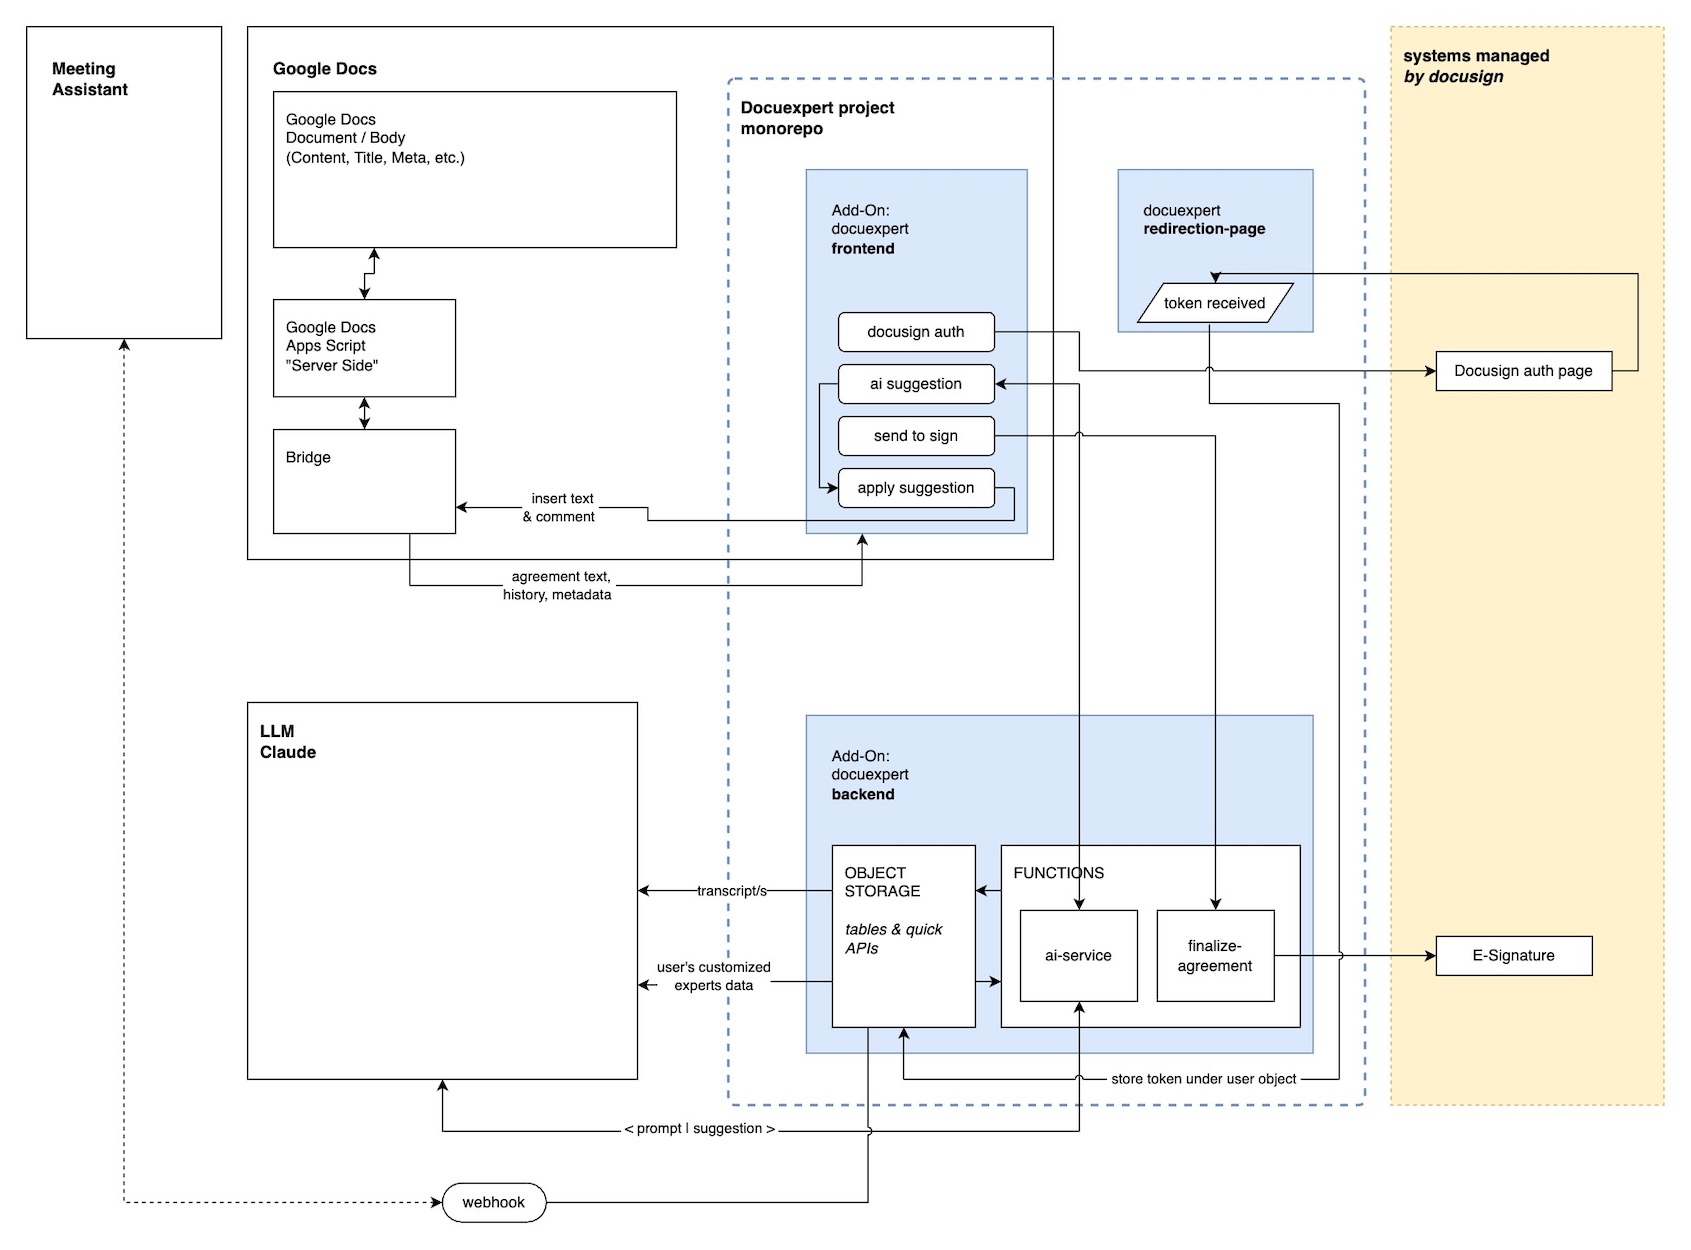 Meeting
Assistant
Google Docs
Google Docs
Document / Body
(Content, Title, Meta, etc.)
Google Docs
Apps Script
"Server Side"
Bridge
insert text
& comment
agreement text,
history, metadata
Docuexpert project
monorepo
Add-On:
docuexpert
frontend
docusign auth
ai suggestion
send to sign
apply suggestion
docuexpert
redirection-page
token received
systems managed
by docusign
Docusign auth page
LLM
Claude
transcript/s
user's customized
experts data
Add-On:
docuexpert
backend
OBJECT
STORAGE
tables & quick
APIs
FUNCTIONS
ai-service
finalize-
agreement
E-Signature
store token under user object
< prompt | suggestion >
webhook